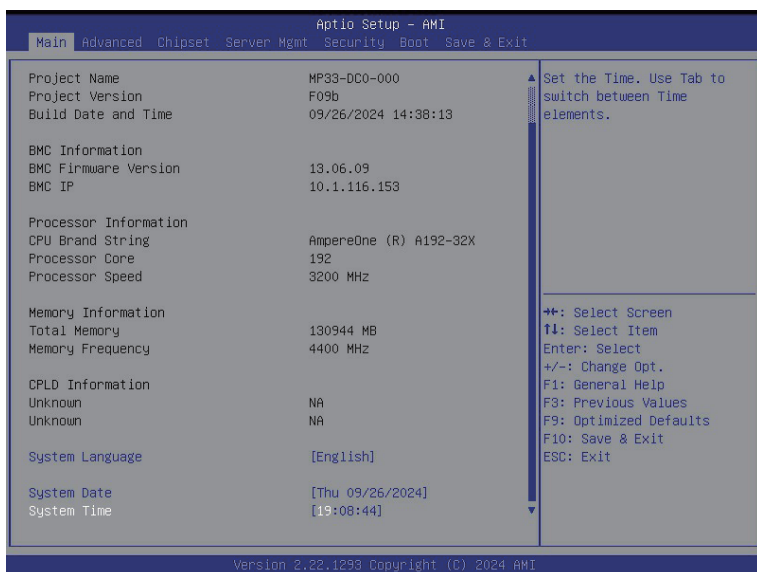 Aptio Setup – AMI
Main Advanced Chipset Server Mgmt Security Boot Save & Exit
Project Name MP33-DC0-000
Project Version F09b
Build Date and Time 09/26/2024 14:38:13
BMC Information
BMC Firmware Version 13.06.09
BMC IP 10.1.116.153
Processor Information
CPU Brand String AmpereOne (R) A192-32X
Processor Core 192
Processor Speed 3200 MHz
Memory Information
Total Memory 130944 MB
Memory Frequency 4400 MHz
CPLD Information
Unknown NA
Unknown NA
System Language [English]
System Date [Thu 09/26/2024]
System Time [19:08:44]
Set the Time. Use Tab to
switch between Time
elements.
→←: Select Screen
↑↓: Select Item
Enter: Select
+/-: Change Opt.
F1: General Help
F3: Previous Values
F9: Optimized Defaults
F10: Save & Exit
ESC: Exit
Version 2.22.1293 Copyright (C) 2024 AMI